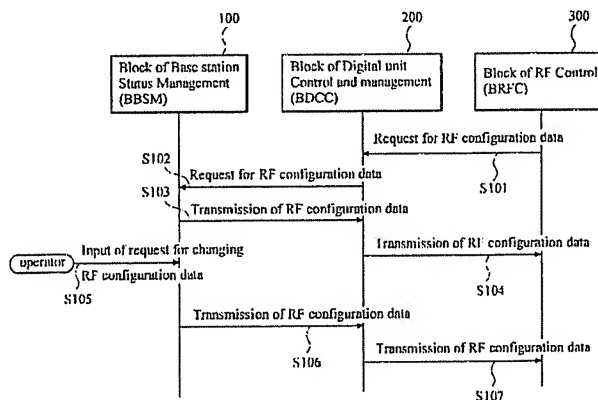 100
200
300
Block of Base station
Status Management
(BBSM)
Block of Digital unit
Control and management
(BDCC)
Block of RF Control
(BRFC)
Request for RF configuration data
S101
S102
Request for RF configuration data
S103
Transmission of RF configuration data
operator
Input of request for changing
RF configuration data
S105
Transmission of RF configuration data
S104
Transmission of RF configuration data
S106
Transmission of RF configuration data
S107